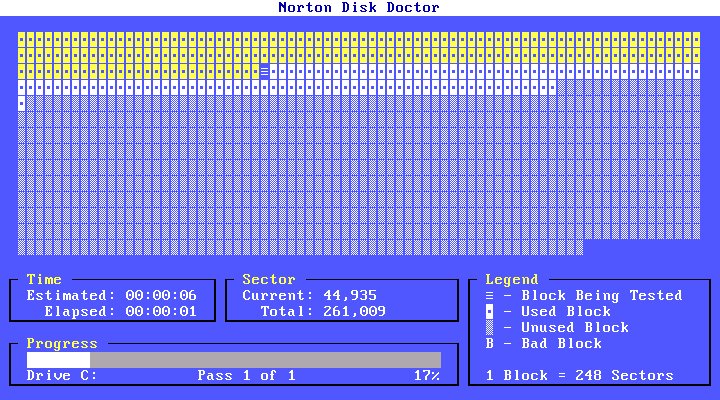 Norton Disk Doctor
Time
Estimated: 00:00:06
Elapsed: 00:00:01
Sector
Current: 44,935
Total: 261,009
Legend
≡ - Block Being Tested
▪ - Used Block
▒ - Unused Block
B - Bad Block
1 Block = 248 Sectors
Progress
Drive C: Pass 1 of 1 17%